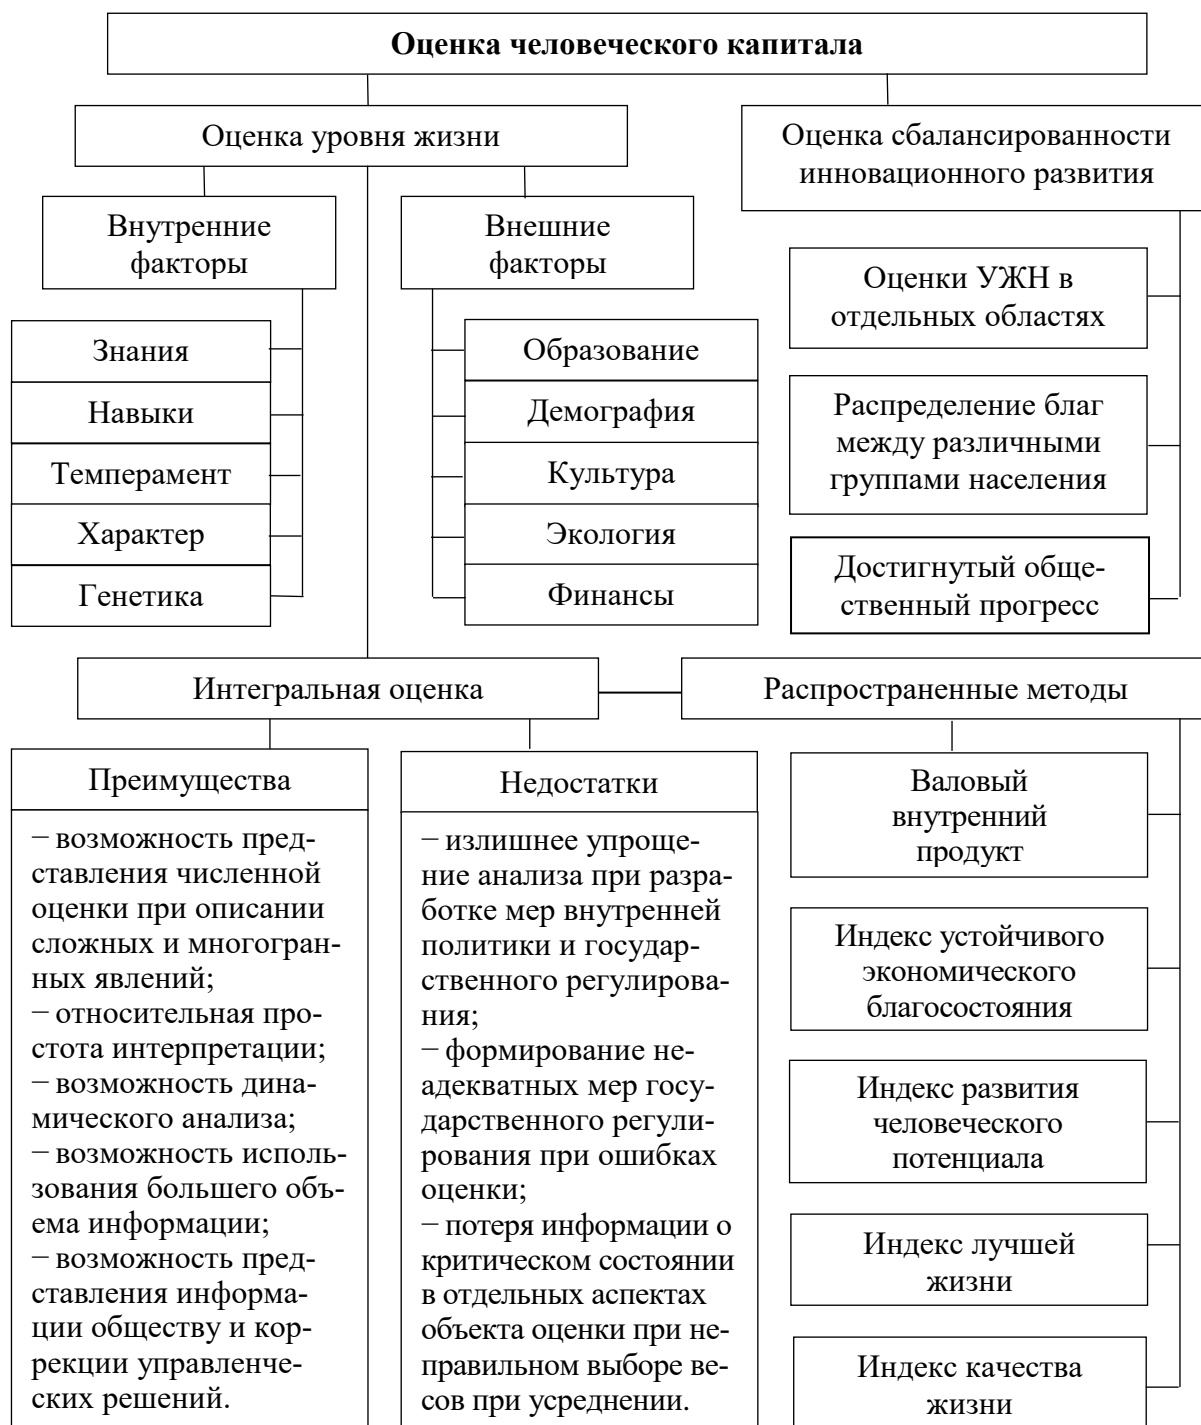 Оценка человеческого капитала
Оценка уровня жизни
Оценка сбалансированности
инновационного развития
Внутренние
факторы
Внешние
факторы
Знания
Навыки
Темперамент
Характер
Генетика
Образование
Демография
Культура
Экология
Финансы
Оценки УЖН в
отдельных областях
Распределение благ
между различными
группами населения
Достигнутый обще-
ственный прогресс
Интегральная оценка
Распространенные методы
Преимущества
− возможность пред-
ставления численной
оценки при описании
сложных и многогран-
ных явлений;
− относительная про-
стота интерпретации;
− возможность дина-
мического анализа;
− возможность исполь-
зования большего объ-
ема информации;
− возможность пред-
ставления информа-
ции обществу и кор-
рекции управленче-
ских решений.
Недостатки
− излишнее упроще-
ние анализа при разра-
ботке мер внутренней
политики и государ-
ственного регулирова-
ния;
− формирование не-
адекватных мер госу-
дарственного регули-
рования при ошибках
оценки;
− потеря информации о
критическом состоянии
в отдельных аспектах
объекта оценки при не-
правильном выборе ве-
сов при усреднении.
Валовый
внутренний
продукт
Индекс устойчивого
экономического
благосостояния
Индекс развития
человеческого
потенциала
Индекс лучшей
жизни
Индекс качества
жизни